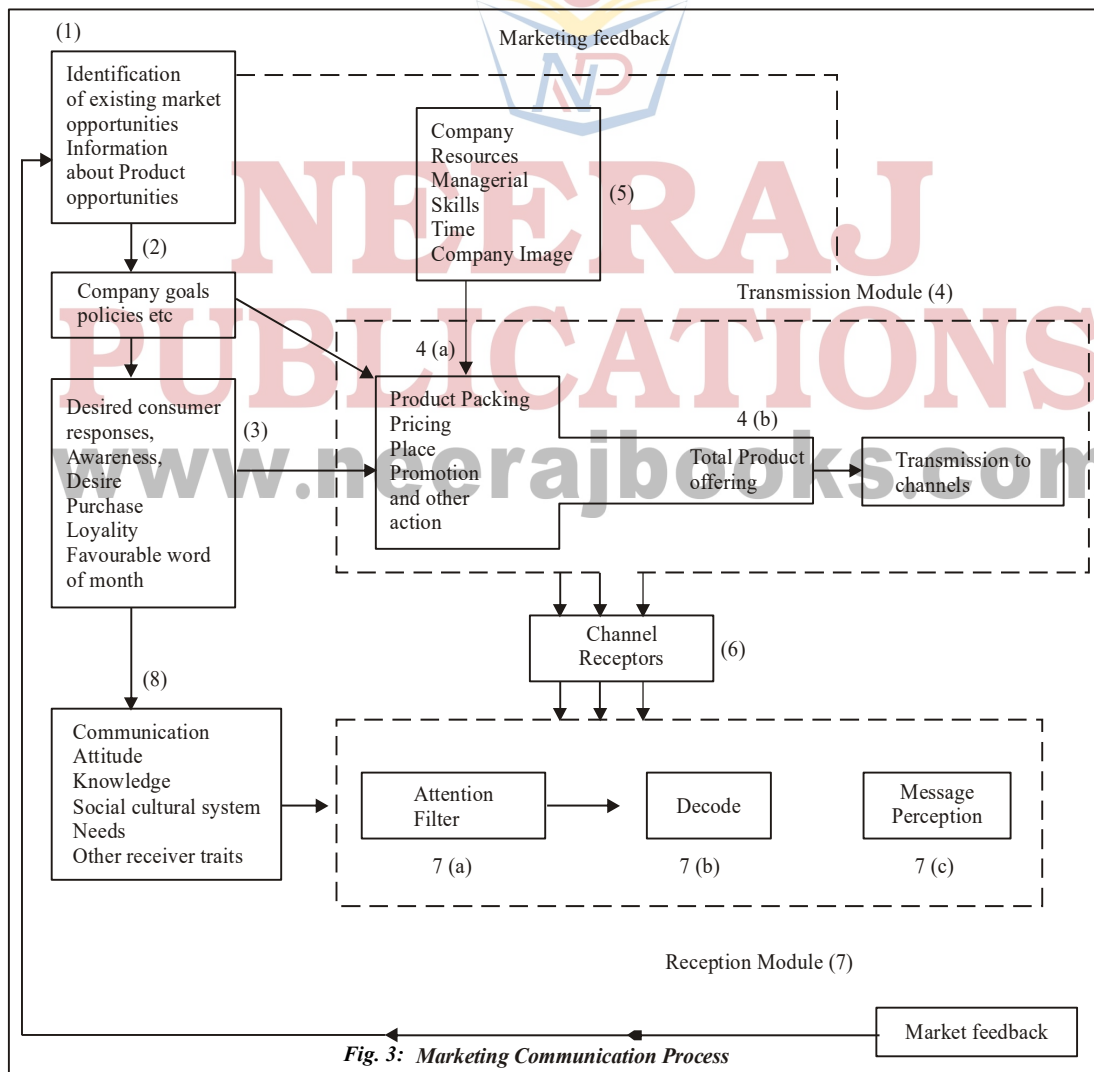 (1)
Marketing feedback
Identification
of existing market
opportunities
Information
about Product
opportunities
Company
Resources
Managerial
Skills
Time
Company Image
(5)
(2)
Company goals
policies etc
Transmission Module (4)
4 (a)
Desired consumer
responses,
Awareness,
Desire
Purchase
Loyality
Favourable word
of month
(3)
Product Packing
Pricing
Place
Promotion
and other
action
4 (b)
Total Product
offering
Transmission to
channels
Channel
Receptors
(6)
(8)
Communication
Attitude
Knowledge
Social cultural system
Needs
Other receiver traits
Attention
Filter
Decode
Message
Perception
7 (a)
7 (b)
7 (c)
Reception Module (7)
Market feedback
Fig. 3: Marketing Communication Process
NP
NEERAJ
PUBLICATIONS
www.neerajbooks.com